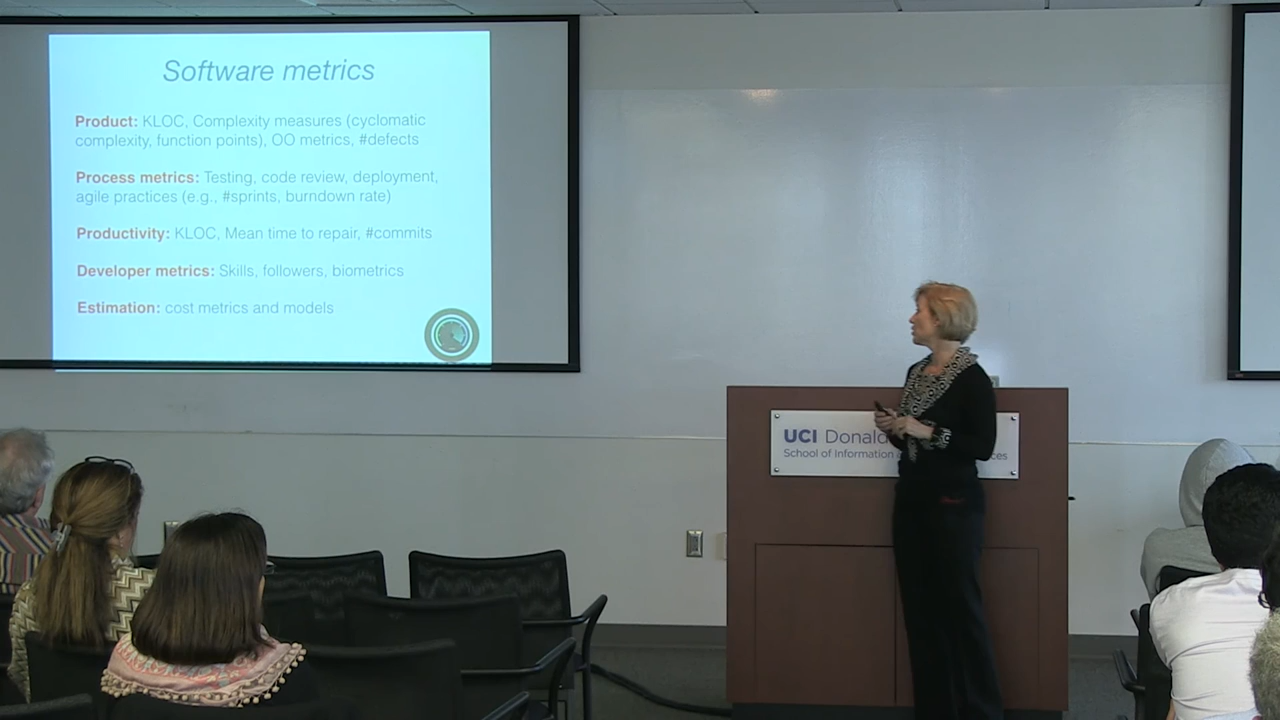 Software metrics
Product: KLOC, Complexity measures (cyclomatic
complexity, function points), OO metrics, #defects
Process metrics: Testing, code review, deployment,
agile practices (e.g., #sprints, burndown rate)
Productivity: KLOC, Mean time to repair, #commits
Developer metrics: Skills, followers, biometrics
Estimation: cost metrics and models
UCI Donald
School of Information